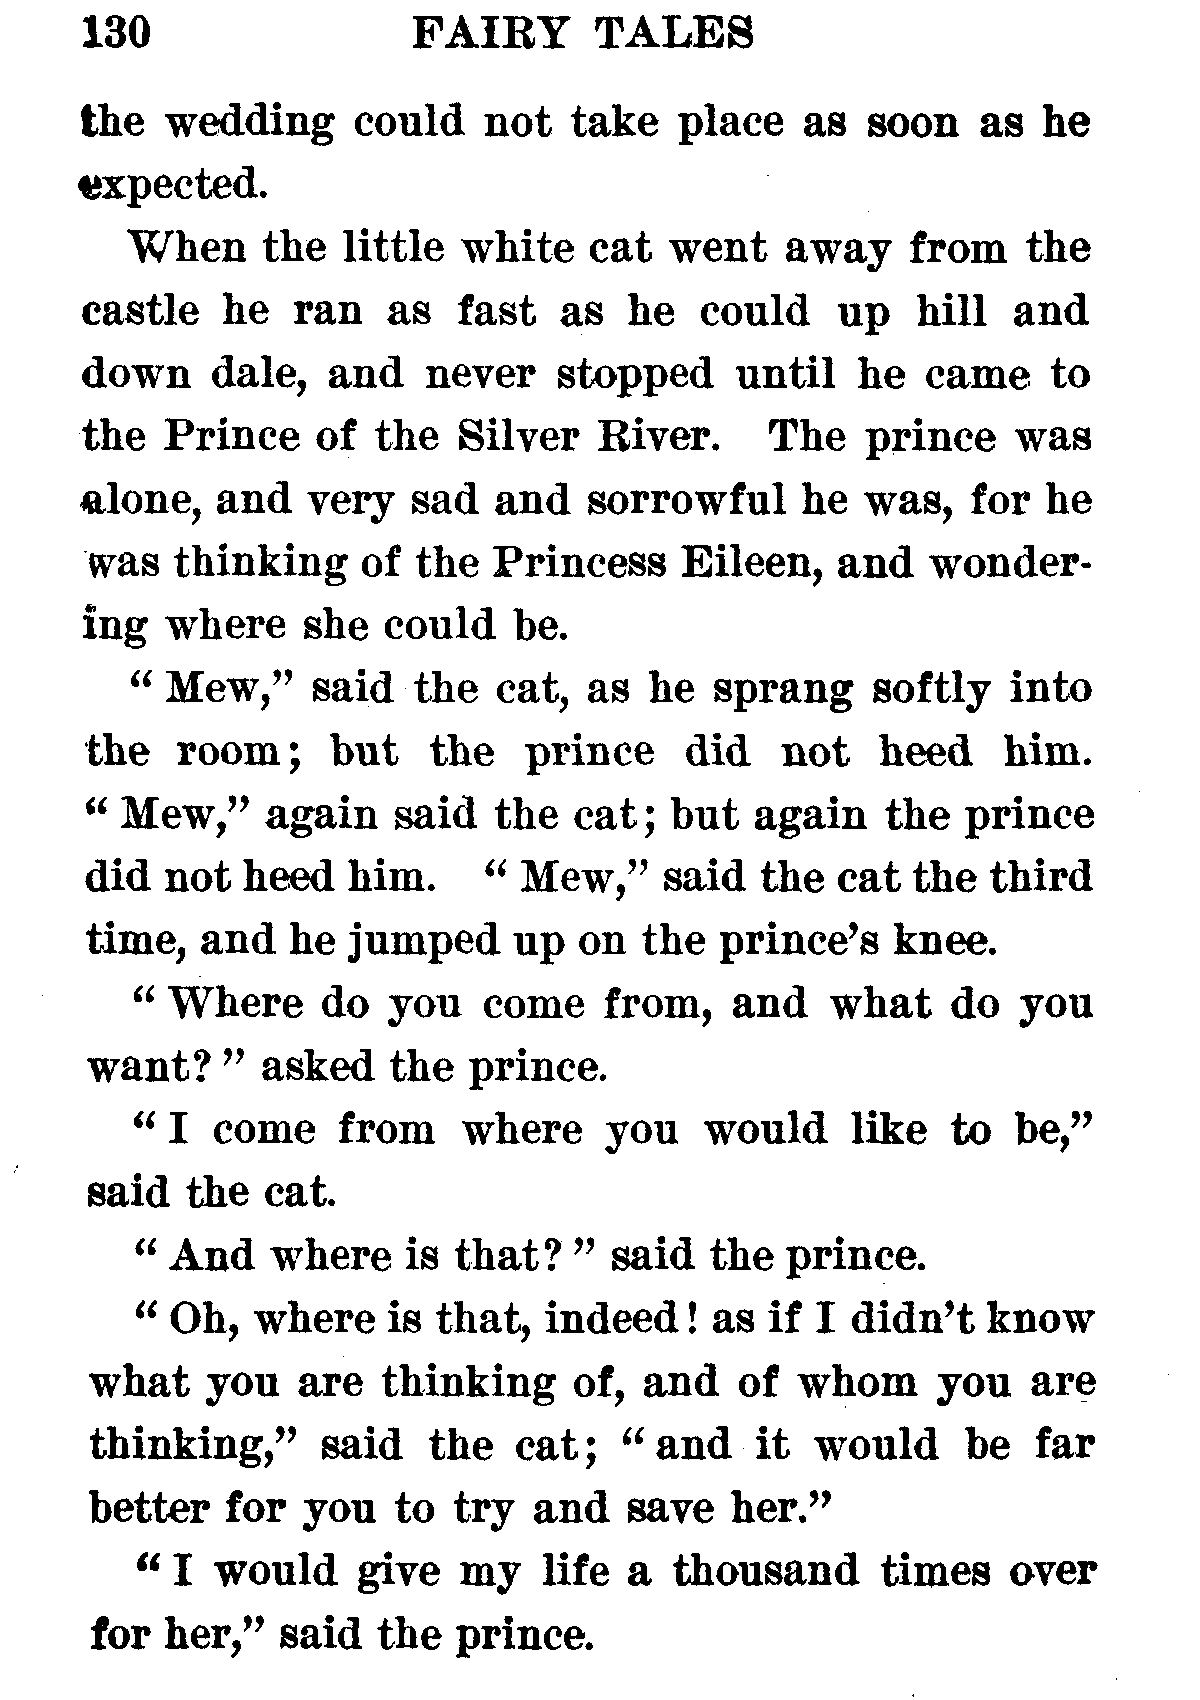 130 FAIRY TALES
the wedding could not take place as soon as he
expected.
When the little white cat went away from the
castle he ran as fast as he could up hill and
down dale, and never stopped until he came to
the Prince of the Silver River. The prince was
alone, and very sad and sorrowful he was, for he
was thinking of the Princess Eileen, and wonder-
ing where she could be.
“ Mew,” said the cat, as he sprang softly into
the room; but the prince did not heed him.
“ Mew,” again said the cat; but again the prince
did not heed him. “ Mew,” said the cat the third
time, and he jumped up on the prince’s knee.
“ Where do you come from, and what do you
want? ” asked the prince.
“ I come from where you would like to be,”
said the cat.
“ And where is that? ” said the prince.
“ Oh, where is that, indeed! as if I didn’t know
what you are thinking of, and of whom you are
thinking,” said the cat; “ and it would be far
better for you to try and save her.”
“ I would give my life a thousand times over
for her,” said the prince.